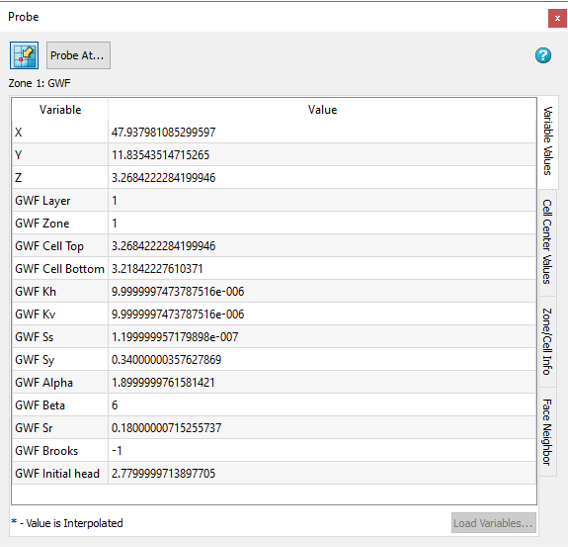 Probe
x
Probe At...
?
Zone 1: GWF
Variable Value
X 47.937981085299597
Y 11.83543514715265
Z 3.2684222284199946
GWF Layer 1
GWF Zone 1
GWF Cell Top 3.2684222284199946
GWF Cell Bottom 3.21842227610371
GWF Kh 9.9999997473787516e-006
GWF Kv 9.9999997473787516e-006
GWF Ss 1.199999957179898e-007
GWF Sy 0.34000000357627869
GWF Alpha 1.8999999761581421
GWF Beta 6
GWF Sr 0.18000000715255737
GWF Brooks -1
GWF Initial head 2.7799999713897705
* - Value is Interpolated
Load Variables...
Variable Values
Cell Center Values
Zone/Cell Info
Face Neighbor